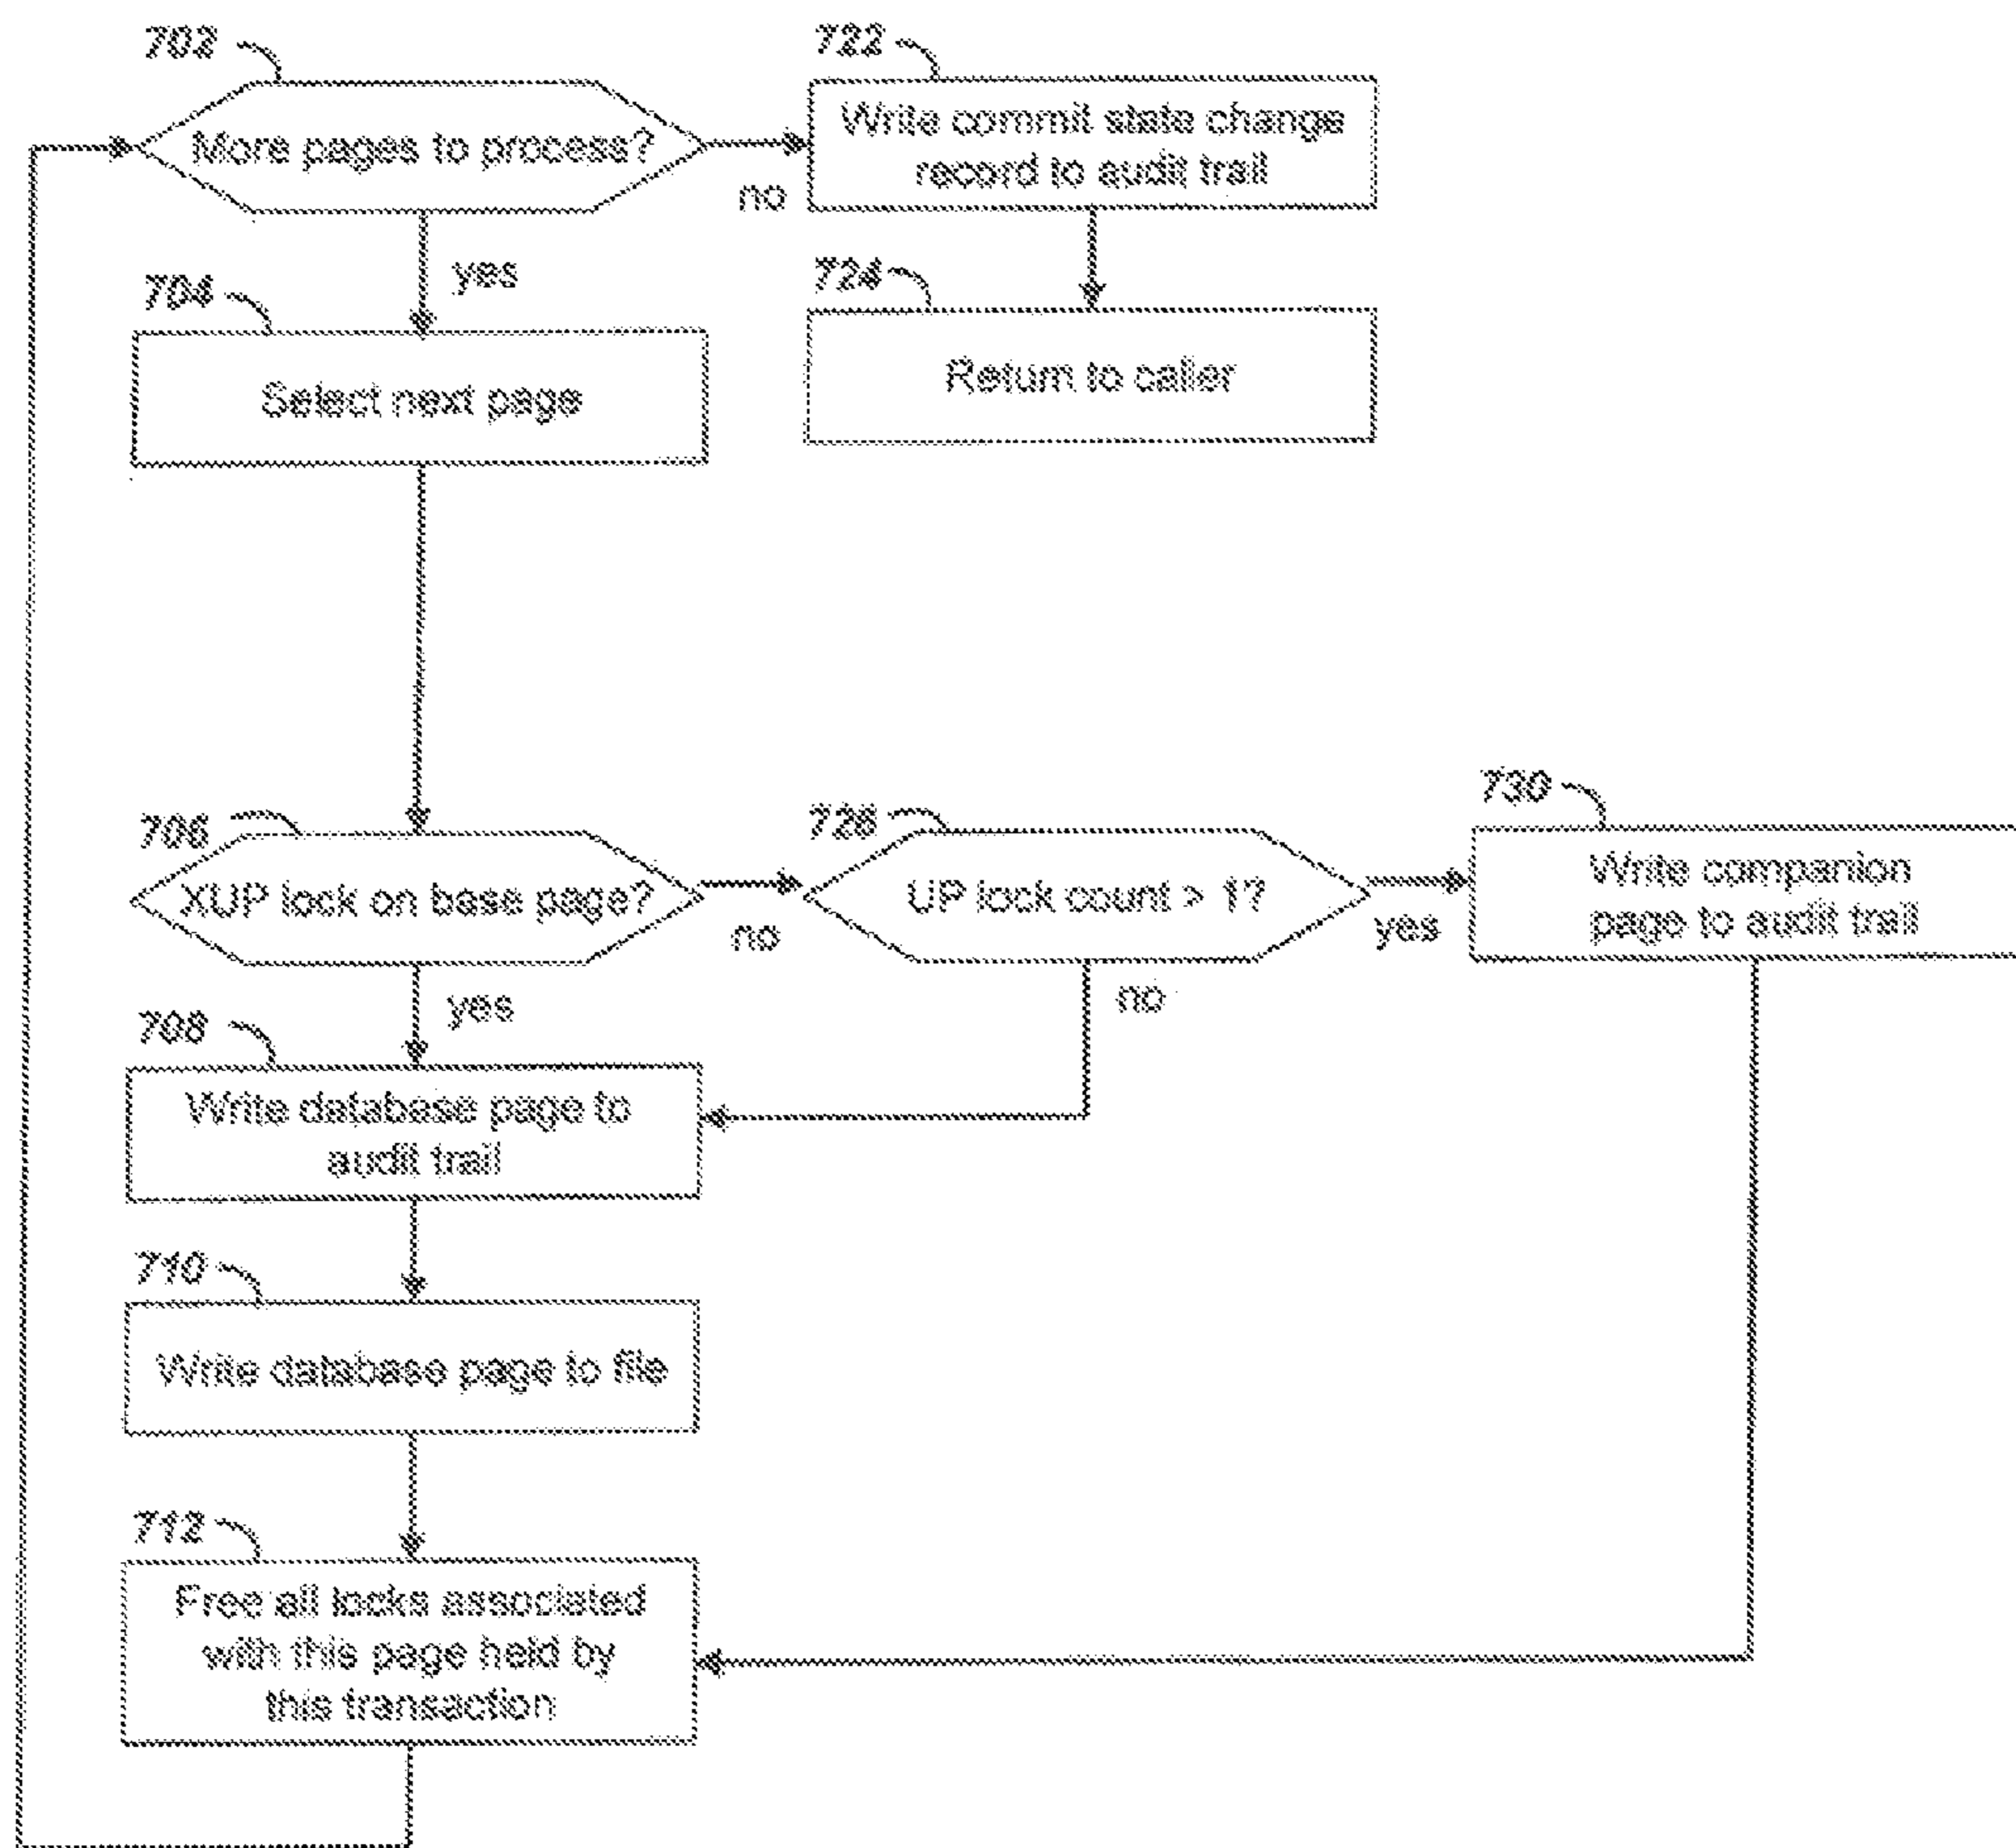 702
More pages to process?
no
yes
722
Write commit state change
record to audit trail
704
Select next page
724
Return to caller
706
XUP lock on base page?
no
yes
726
UP lock count > 1?
yes
no
730
Write companion
page to audit trail
708
Write database page to
audit trail
710
Write database page to file
712
Free all locks associated
with this page held by
this transaction